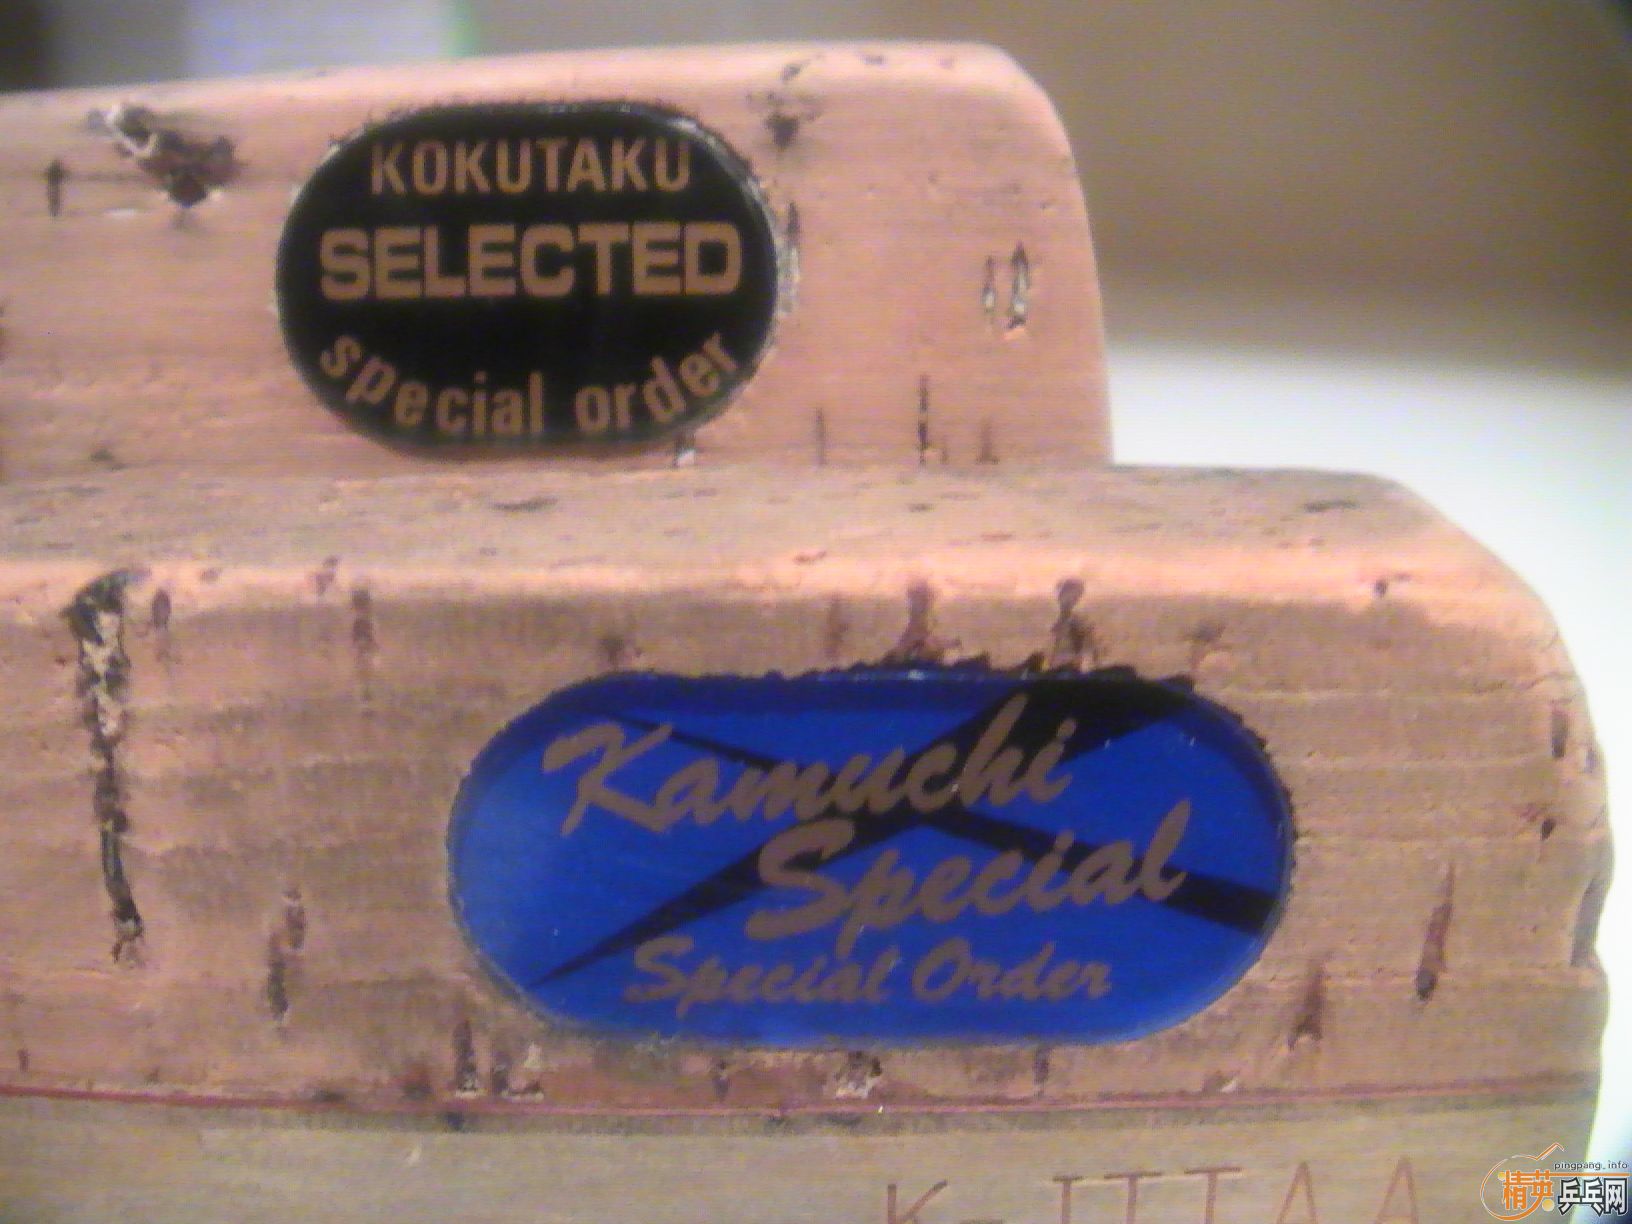 KOKUTAKU
SELECTED
special order
Kamuchi
Special
Special Order
pingpang.info
精英乒乓网